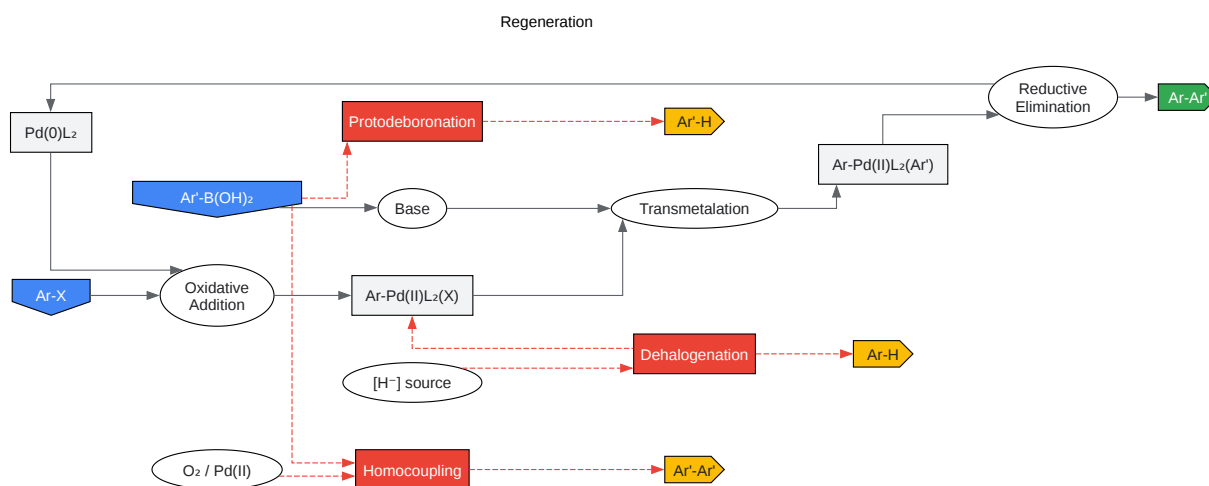 Regeneration
Reductive
Elimination
Ar-Ar'
Protodeboronation
Ar'-H
Pd(0)L₂
Ar-Pd(II)L₂(Ar')
Ar'-B(OH)₂
Base
Transmetalation
Oxidative
Addition
Ar-X
Ar-Pd(II)L₂(X)
Dehalogenation
Ar-H
[H⁻] source
O₂ / Pd(II)
Homocoupling
Ar'-Ar'